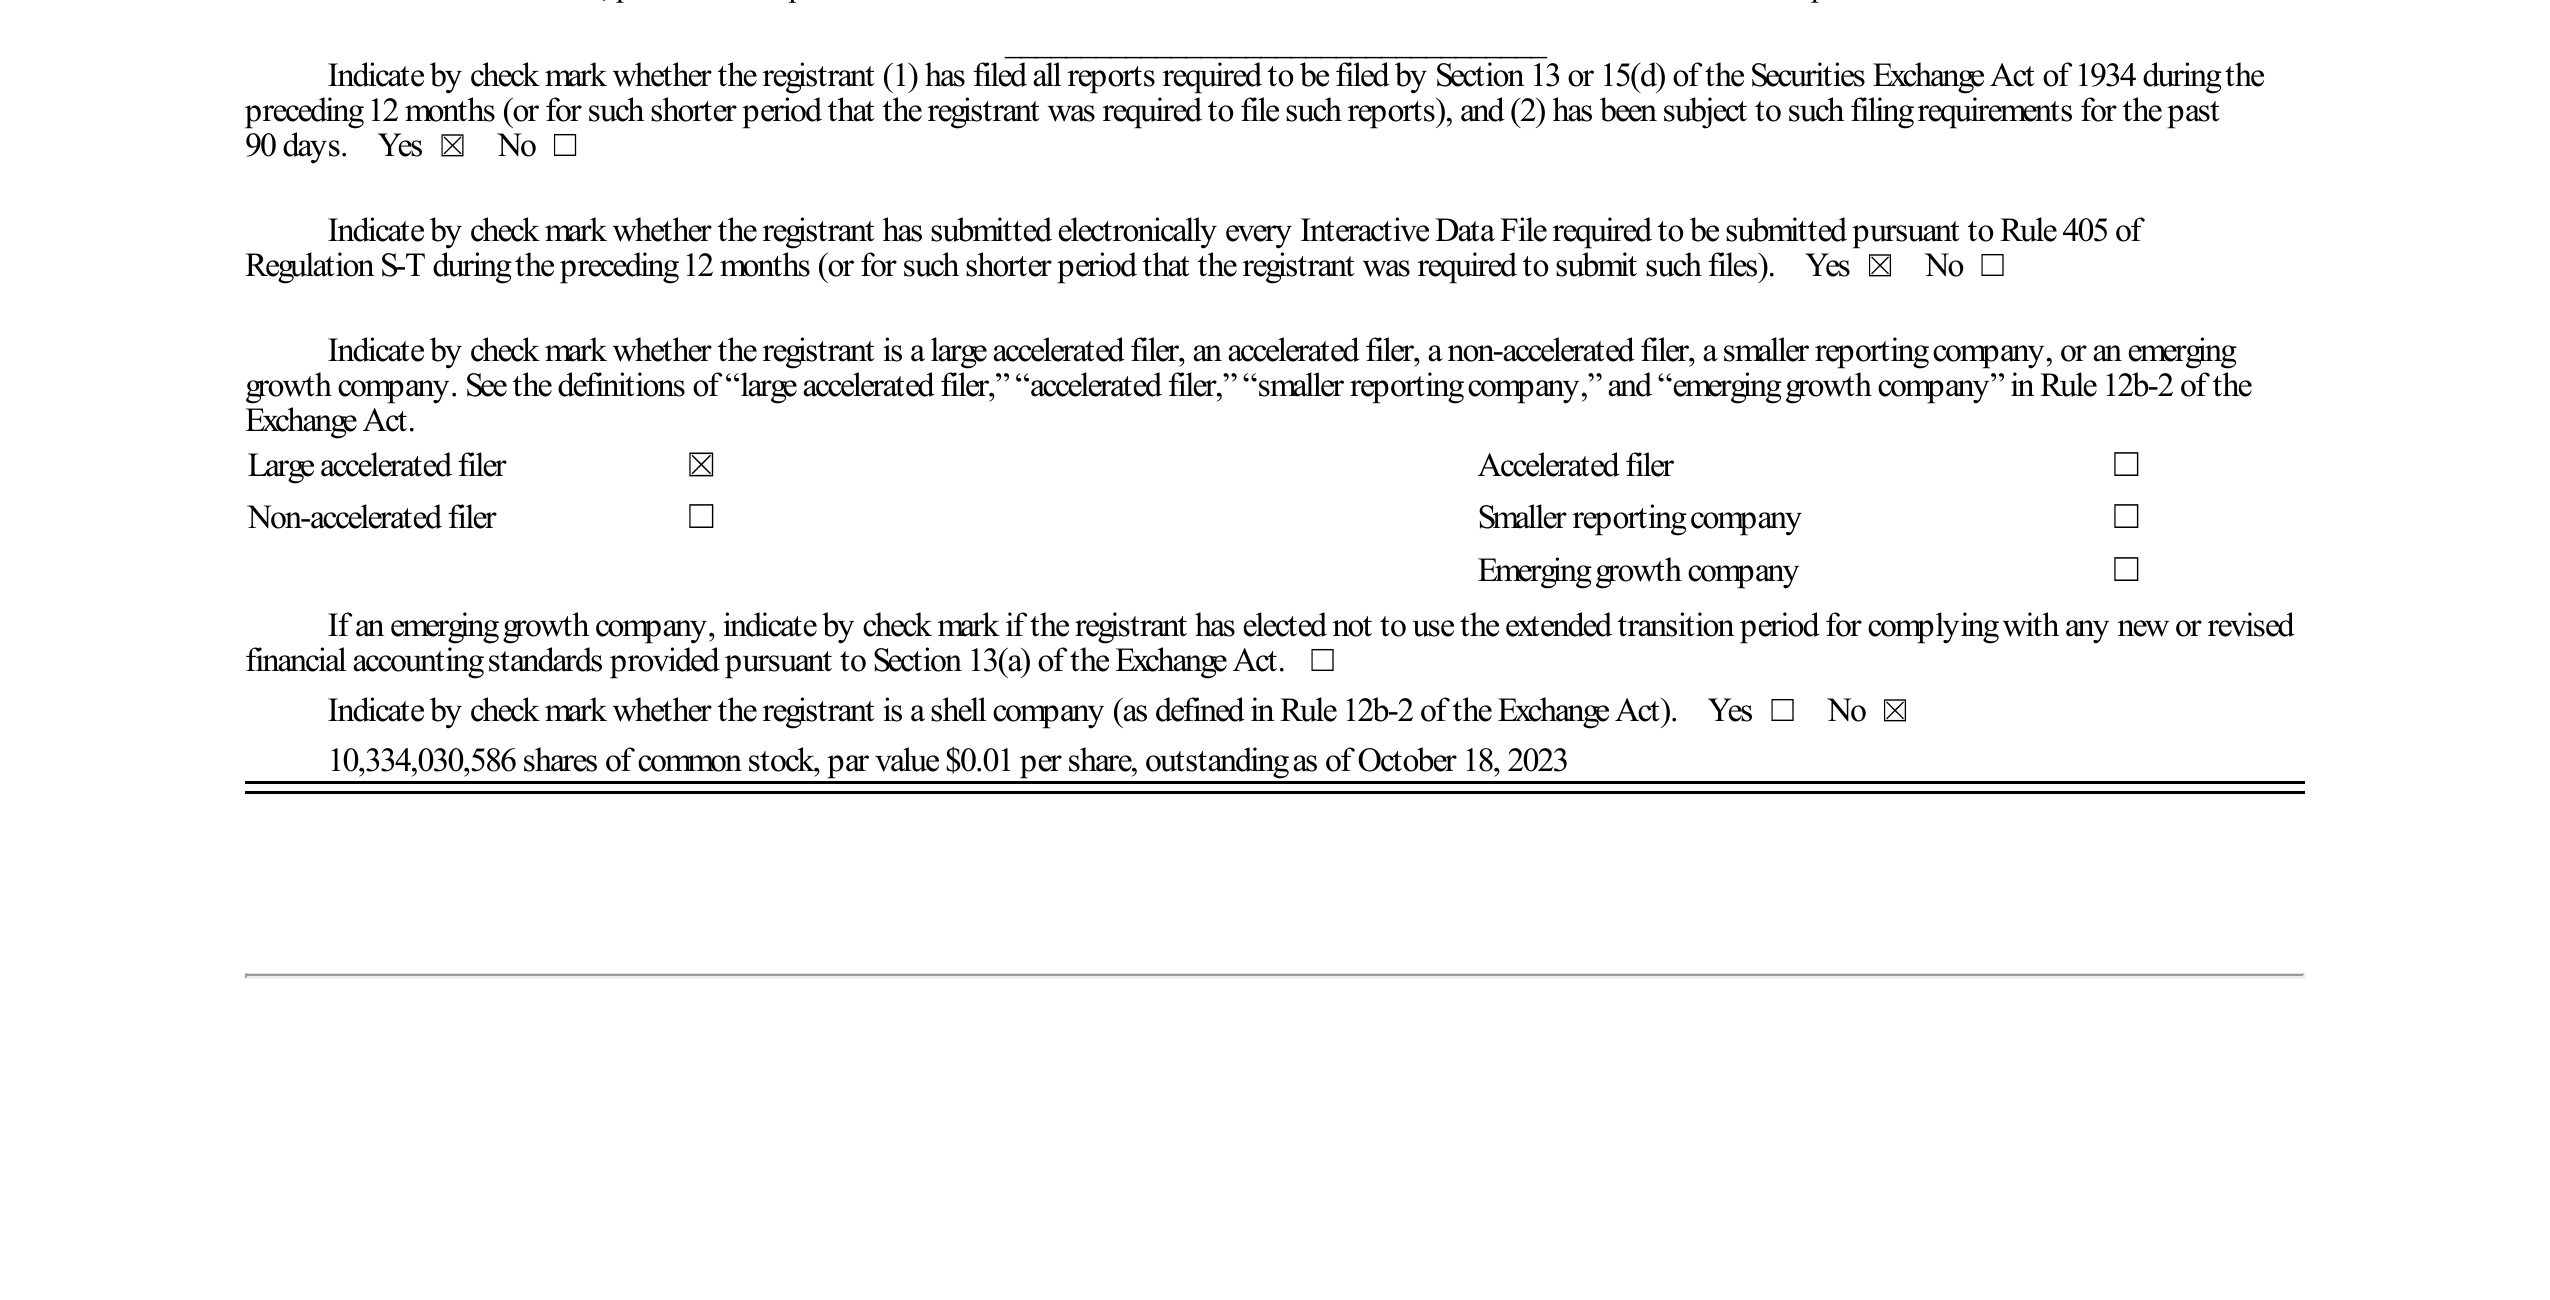 Indicate by check mark whether the registrant (1) has filed all reports required to be filed by Section 13 or 15(d) of the Securities Exchange Act of 1934 during the
preceding 12 months (or for such shorter period that the registrant was required to file such reports), and (2) has been subject to such filing requirements for the past
90 days. Yes ☒ No ☐
Indicate by check mark whether the registrant has submitted electronically every Interactive Data File required to be submitted pursuant to Rule 405 of
Regulation S-T during the preceding 12 months (or for such shorter period that the registrant was required to submit such files). Yes ☒ No ☐
Indicate by check mark whether the registrant is a large accelerated filer, an accelerated filer, a non-accelerated filer, a smaller reporting company, or an emerging
growth company. See the definitions of “large accelerated filer,” “accelerated filer,” “smaller reporting company,” and “emerging growth company” in Rule 12b-2 of the
Exchange Act.
Large accelerated filer ☒ Accelerated filer ☐
Non-accelerated filer ☐ Smaller reporting company ☐
Emerging growth company ☐
If an emerging growth company, indicate by check mark if the registrant has elected not to use the extended transition period for complying with any new or revised
financial accounting standards provided pursuant to Section 13(a) of the Exchange Act. ☐
Indicate by check mark whether the registrant is a shell company (as defined in Rule 12b-2 of the Exchange Act). Yes ☐ No ☒
10,334,030,586 shares of common stock, par value $0.01 per share, outstanding as of October 18, 2023